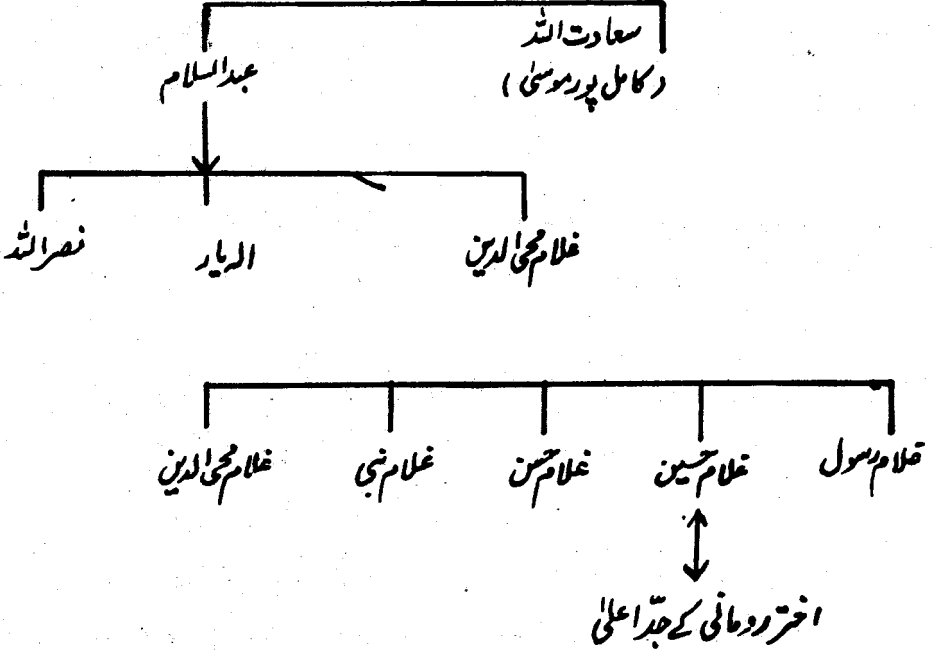 سعادت اللہ
(کامل پور موسیٰ)
عبدالسلام
غلام محی الدین
الہ یار
نصر اللہ
غلام رسول
غلام حسین
غلام حسن
غلام نبی
غلام محی الدین
اختر رومانی کے جدّ اعلیٰ